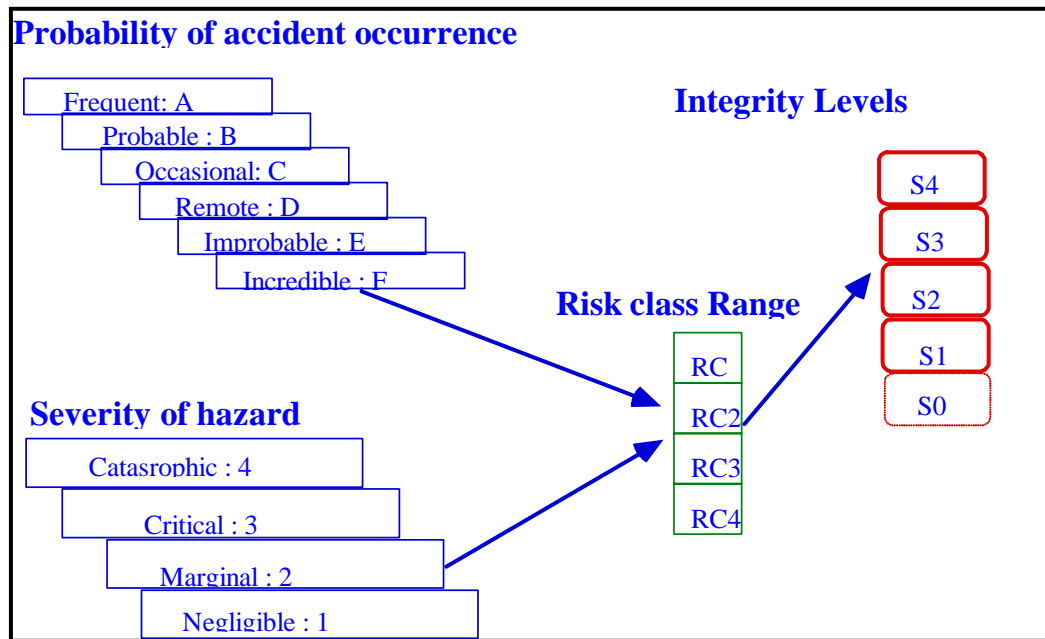 Probability of accident occurrence
Frequent: A
Probable : B
Occasional: C
Remote : D
Improbable : E
Incredible : F
Severity of hazard
Catasrophic : 4
Critical : 3
Marginal : 2
Negligible : 1
Risk class Range
RC
RC2
RC3
RC4
Integrity Levels
S4
S3
S2
S1
S0